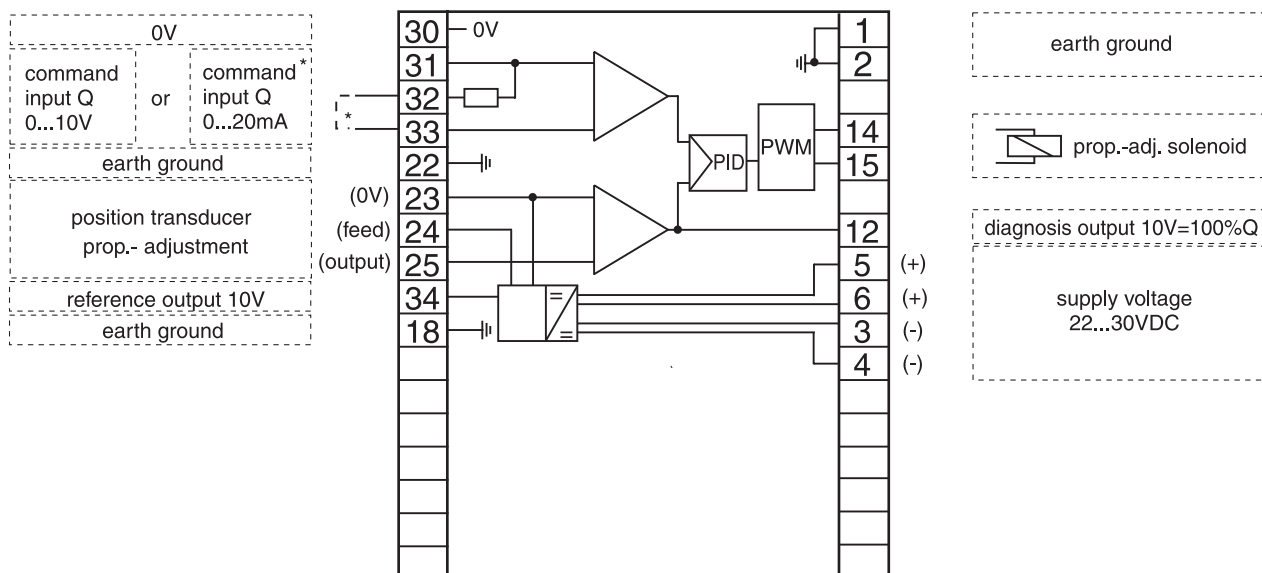 0V
command
input Q
0...10V
or
command *
input Q
0...20mA
earth ground
position transducer
prop.- adjustment
reference output 10V
earth ground
(0V)
(feed)
(output)
*
30
31
32
33
22
23
24
25
34
18
0V
PID
PWM
=
=
1
2
14
15
12
5
6
3
4
(+)
(+)
(-)
(-)
earth ground
prop.-adj. solenoid
diagnosis output 10V=100%Q
supply voltage
22...30VDC